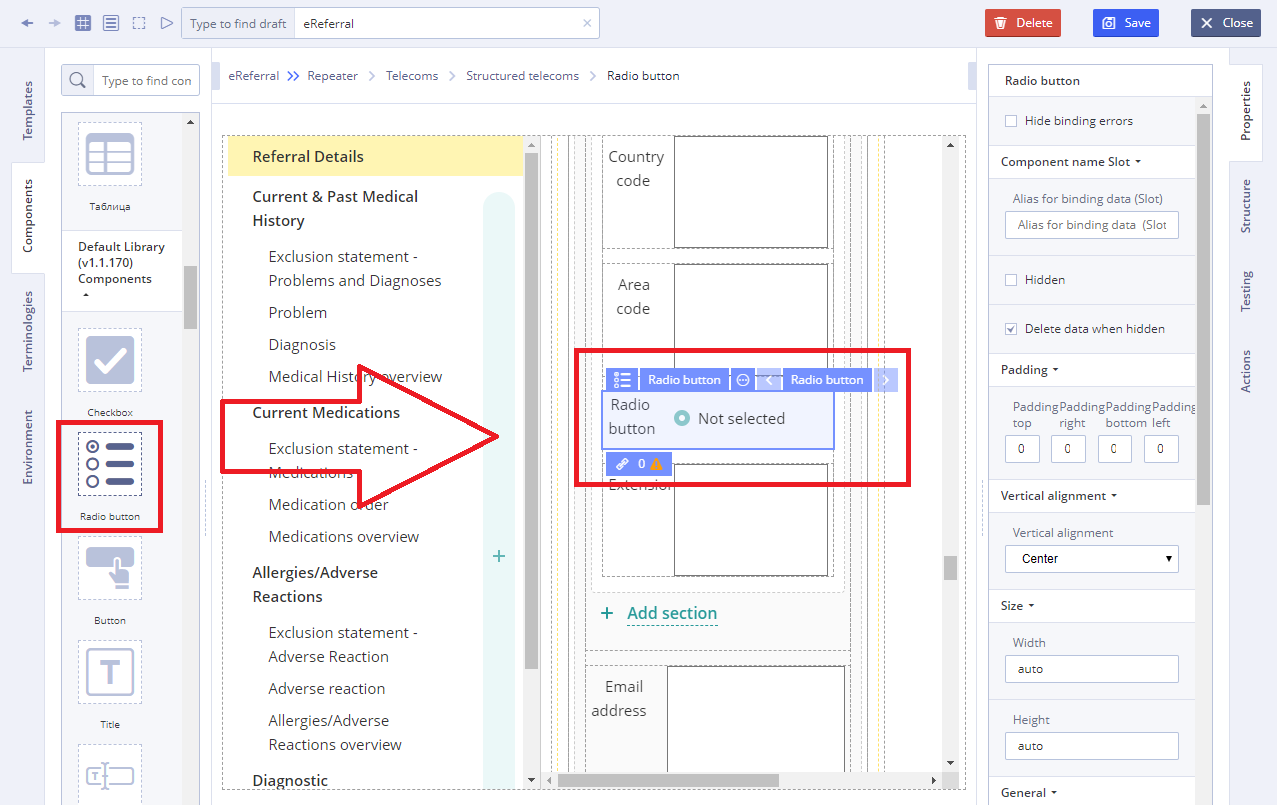 Type to find draft
eReferral
Delete
Save
Close
Templates
Components
Terminologies
Environment
Type to find con
Таблица
Default Library
(v1.1.170)
Components
Checkbox
Radio button
Button
Title
T
T
eReferral
Repeater
Telecoms
Structured telecoms
Radio button
Referral Details
Current & Past Medical
History
Exclusion statement -
Problems and Diagnoses
Problem
Diagnosis
Medical History overview
Current Medications
Exclusion statement -
Medications
Medication order
Medications overview
Allergies/Adverse
Reactions
Exclusion statement -
Adverse Reaction
Adverse reaction
Allergies/Adverse
Reactions overview
Diagnostic
Country
code
Area
code
Radio button
Radio button
Radio
button
Not selected
0
Extension
+ Add section
Email
address
Radio button
Hide binding errors
Component name Slot
Alias for binding data (Slot)
Alias for binding data (Slot
Hidden
Delete data when hidden
Padding
Padding top
Padding right
Padding bottom
Padding left
0
0
0
0
Vertical alignment
Vertical alignment
Center
Size
Width
auto
Height
auto
General
Properties
Structure
Testing
Actions